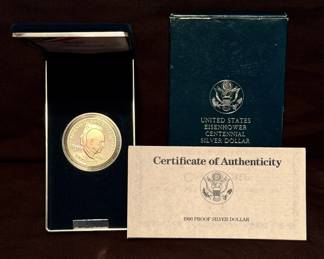 UNITED STATES
EISENHOWER
CENTENNIAL
SILVER DOLLAR
Certificate of Authenticity
1990 PROOF SILVER DOLLAR